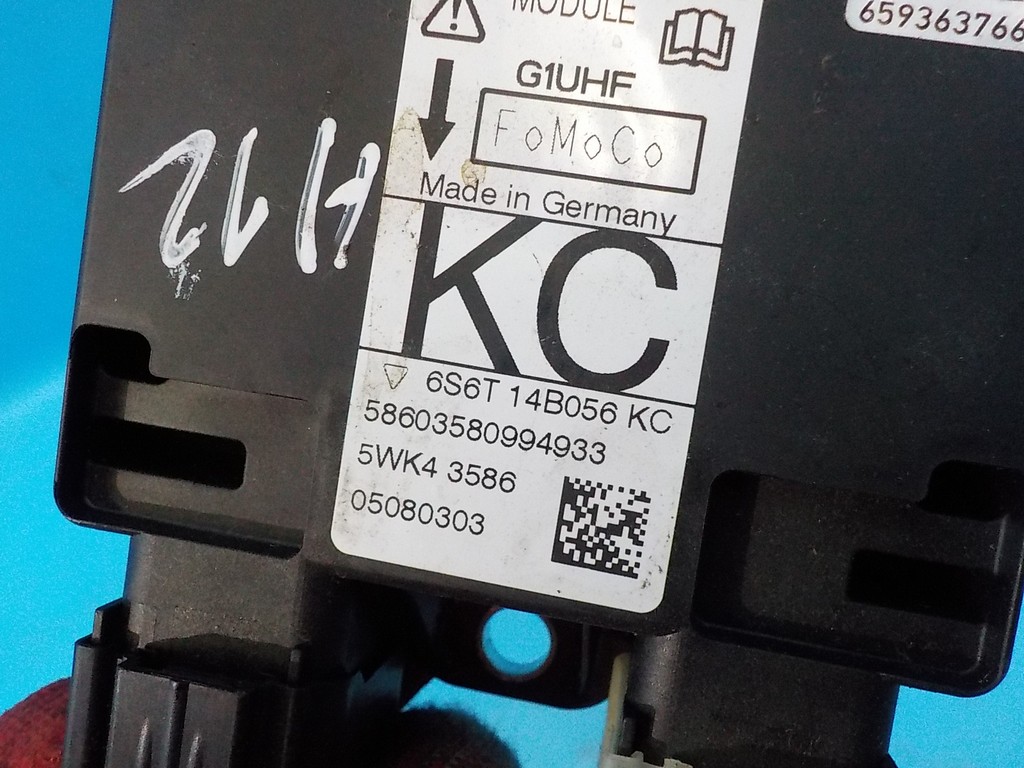 MODULE
659363766
G1UHF
FoMoCo
Made in Germany
KC
6S6T 14B056 KC
58603580994933
5WK4 3586
05080303